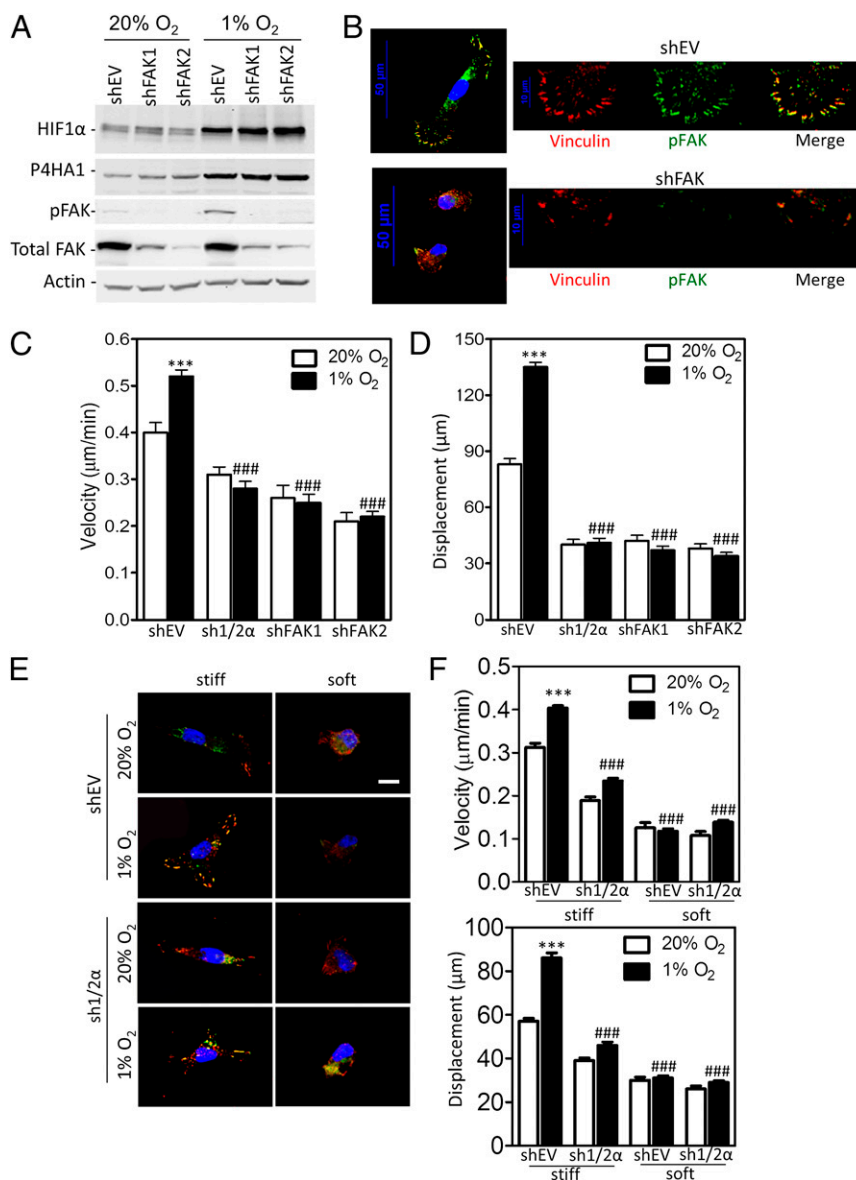 A
20% O2 1% O2
shEV shFAK1 shFAK2 shEV shFAK1 shFAK2
HIF1α -
P4HA1 -
pFAK -
Total FAK -
Actin -
B
50 μm
shEV
10 μm
Vinculin pFAK Merge
50 μm
shFAK
10 μm
Vinculin pFAK Merge
C
Velocity (μm/min)
0.6
0.5
0.4
0.3
0.2
0.1
0.0
20% O2
1% O2
***
###
###
###
shEV sh1/2α shFAK1 shFAK2
D
Displacement (μm)
150
120
90
60
30
0
20% O2
1% O2
***
###
###
###
shEV sh1/2α shFAK1 shFAK2
E
stiff soft
shEV
20% O2
1% O2
sh1/2α
20% O2
1% O2
F
Velocity (μm/min)
0.5
0.4
0.3
0.2
0.1
0.0
20% O2
1% O2
***
###
###
###
shEV sh1/2α shEV sh1/2α
stiff soft
Displacement (μm)
100
80
60
40
20
0
20% O2
1% O2
***
###
###
###
shEV sh1/2α shEV sh1/2α
stiff soft